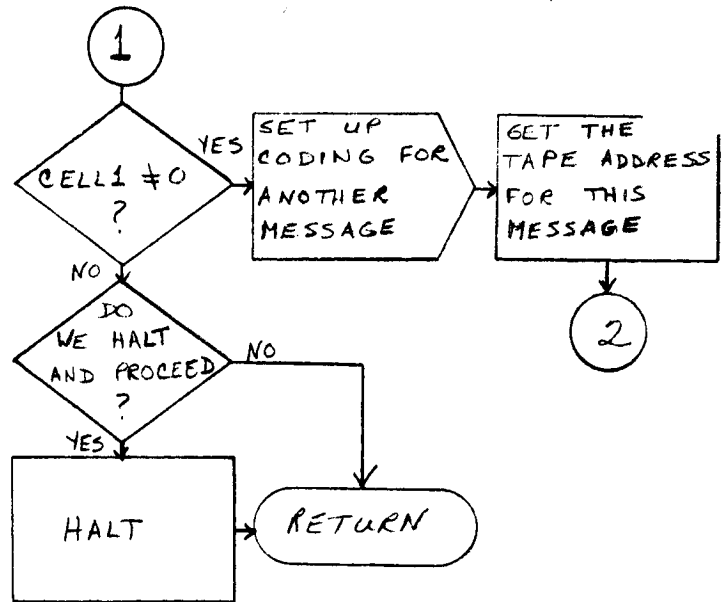 1
CELL1 ≠ 0
?
YES
SET UP
CODING FOR
ANOTHER
MESSAGE
GET THE
TAPE ADDRESS
FOR THIS
MESSAGE
2
NO
DO
WE HALT
AND PROCEED
?
NO
YES
HALT
RETURN